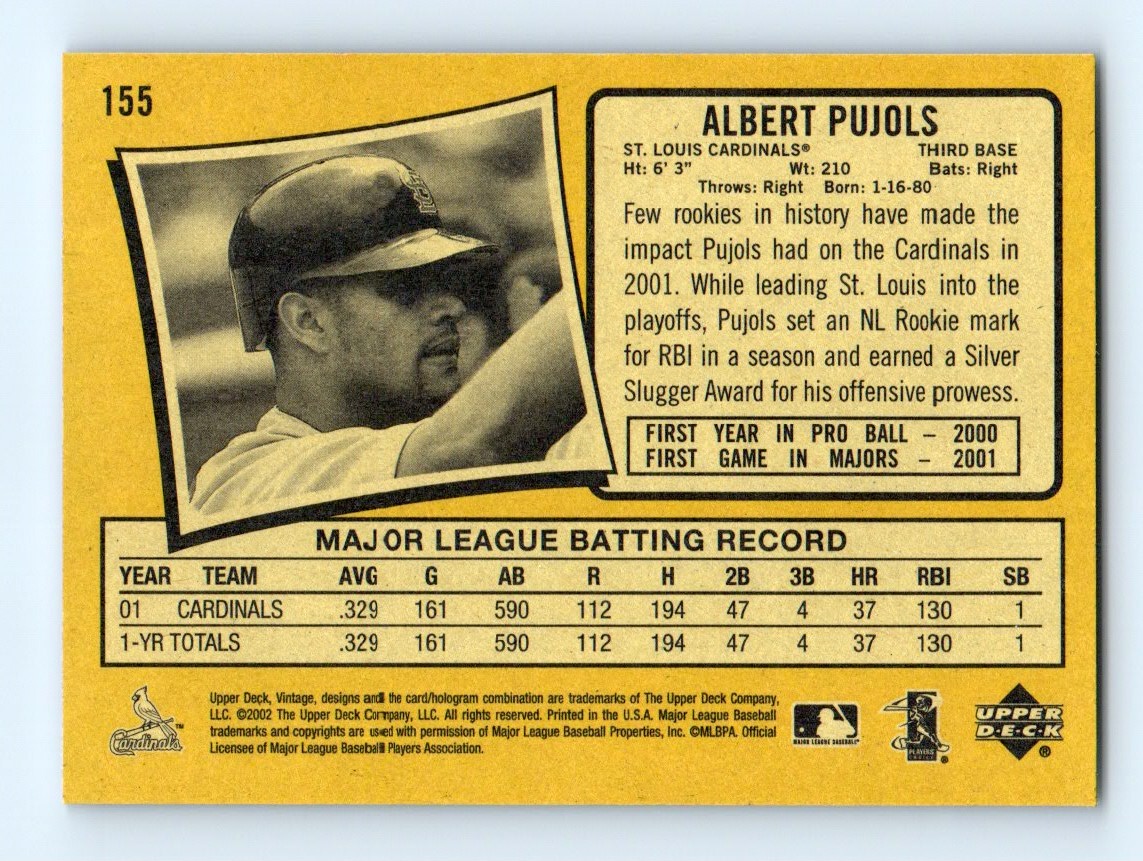 155
ALBERT PUJOLS
ST. LOUIS CARDINALS® THIRD BASE
Ht: 6' 3" Wt: 210 Bats: Right
Throws: Right Born: 1-16-80
Few rookies in history have made the
impact Pujols had on the Cardinals in
2001. While leading St. Louis into the
playoffs, Pujols set an NL Rookie mark
for RBI in a season and earned a Silver
Slugger Award for his offensive prowess.
FIRST YEAR IN PRO BALL – 2000
FIRST GAME IN MAJORS – 2001
MAJOR LEAGUE BATTING RECORD
YEAR TEAM AVG G AB R H 2B 3B HR RBI SB
01 CARDINALS .329 161 590 112 194 47 4 37 130 1
1-YR TOTALS .329 161 590 112 194 47 4 37 130 1
Upper Deck, Vintage, designs and the card/hologram combination are trademarks of The Upper Deck Company,
LLC. ©2002 The Upper Deck Company, LLC. All rights reserved. Printed in the U.S.A. Major League Baseball
trademarks and copyrights are used with permission of Major League Baseball Properties, Inc. ©MLBPA. Official
Licensee of Major League Baseball Players Association.
Cardinals™
MAJOR LEAGUE BASEBALL
PLAYERS
CHOICE ®
UPPER
D·E·C·K ®